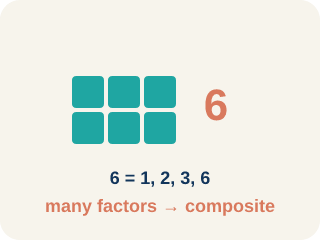 6
6 = 1, 2, 3, 6
many factors → composite